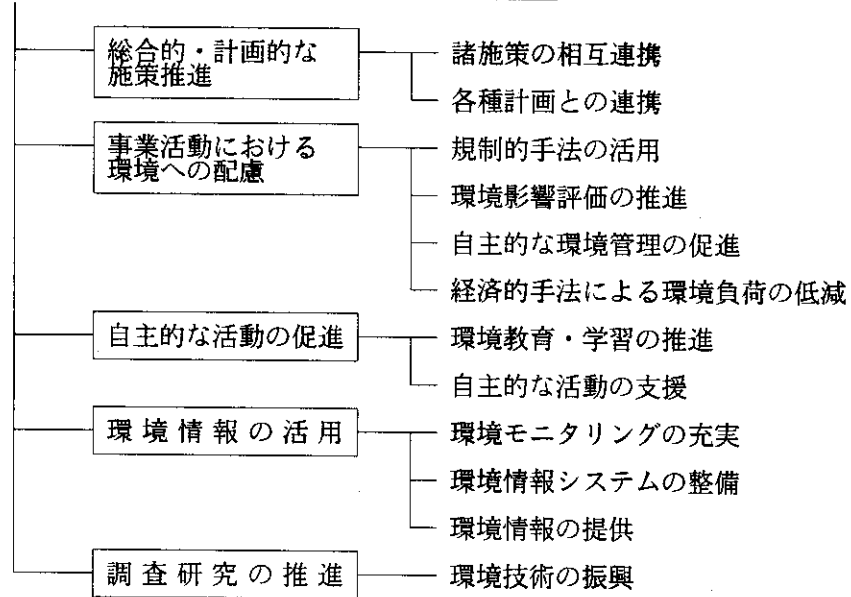 総合的・計画的な
施策推進
諸施策の相互連携
各種計画との連携
事業活動における
環境への配慮
規制的手法の活用
環境影響評価の推進
自主的な環境管理の促進
経済的手法による環境負荷の低減
自主的な活動の促進
環境教育・学習の推進
自主的な活動の支援
環境情報の活用
環境モニタリングの充実
環境情報システムの整備
環境情報の提供
調査研究の推進
環境技術の振興